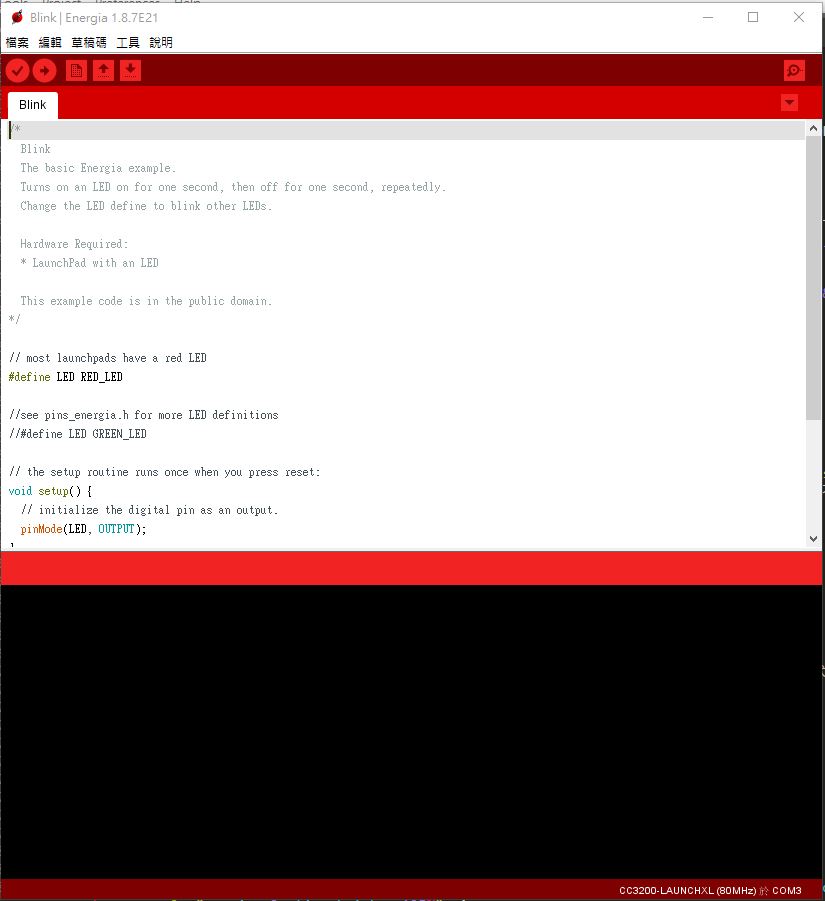 Blink | Energia 1.8.7E21
檔案 編輯 草稿碼 工具 說明
Blink
/*
  Blink
  The basic Energia example.
  Turns on an LED on for one second, then off for one second, repeatedly.
  Change the LED define to blink other LEDs.
  Hardware Required:
  * LaunchPad with an LED
  This example code is in the public domain.
*/
// most launchpads have a red LED
#define LED RED_LED
//see pins_energia.h for more LED definitions
//#define LED GREEN_LED
// the setup routine runs once when you press reset:
void setup() {
  // initialize the digital pin as an output.
  pinMode(LED, OUTPUT);
CC3200-LAUNCHXL (80MHz) 於 COM3